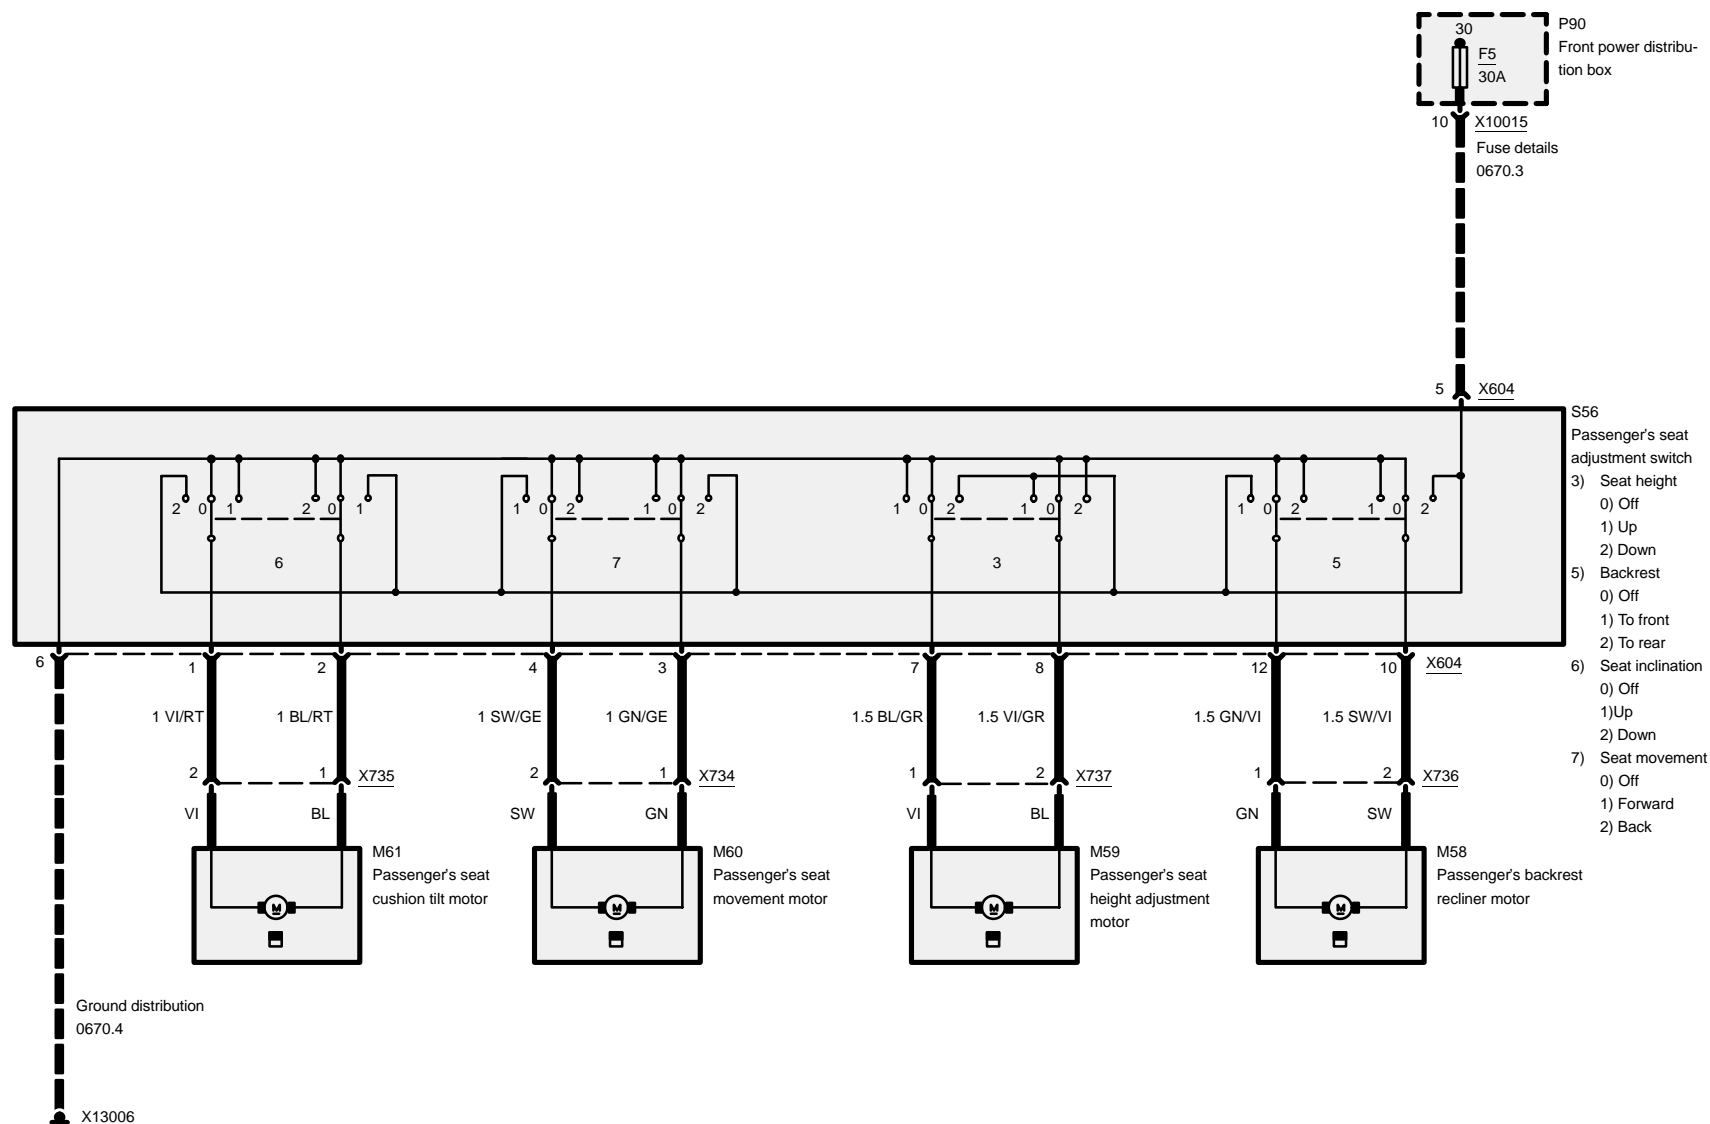 30
F5
30A
P90
Front power distribu-
tion box
10 X10015
Fuse details
0670.3
5 X604
S56
Passenger's seat
adjustment switch
3) Seat height
0) Off
1) Up
2) Down
5) Backrest
0) Off
1) To front
2) To rear
6) Seat inclination
0) Off
1)Up
2) Down
7) Seat movement
0) Off
1) Forward
2) Back
2 0 1 2 0 1 1 0 2 1 0 2 1 0 2 1 0 2 1 0 2 1 0 2
6 7 3 5
6 1 2 4 3 7 8 12 10 X604
1 VI/RT 1 BL/RT 1 SW/GE 1 GN/GE 1.5 BL/GR 1.5 VI/GR 1.5 GN/VI 1.5 SW/VI
2 1 X735 2 1 X734 1 2 X737 1 2 X736
VI BL SW GN VI BL GN SW
M61
Passenger's seat
cushion tilt motor
M60
Passenger's seat
movement motor
M59
Passenger's seat
height adjustment
motor
M58
Passenger's backrest
recliner motor
M M M M
Ground distribution
0670.4
X13006